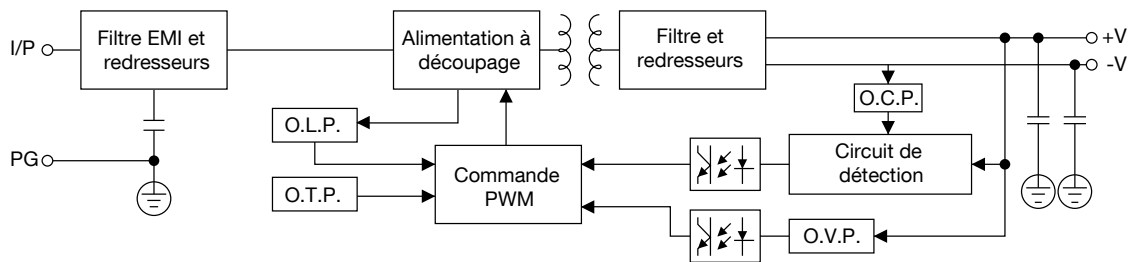 I/P
Filtre EMI et
redresseurs
Alimentation à
découpage
Filtre et
redresseurs
+V
-V
O.C.P.
O.L.P.
PG
Commande
PWM
Circuit de
détection
O.T.P.
O.V.P.